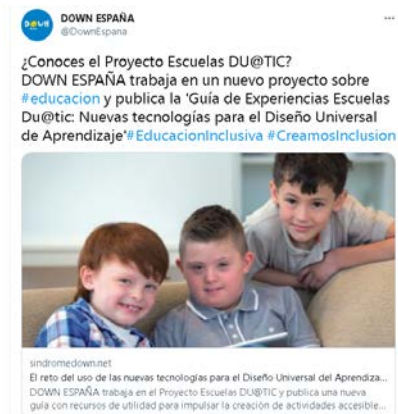 DOWN ESPAÑA
@DownEspana
¿Conoces el Proyecto Escuelas DU@TIC?
DOWN ESPAÑA trabaja en un nuevo proyecto sobre
#educacion y publica la 'Guía de Experiencias Escuelas
Du@tic: Nuevas tecnologías para el Diseño Universal
de Aprendizaje'#EducacionInclusiva #CreamosInclusion
sindromedown.net
El reto del uso de las nuevas tecnologías para el Diseño Universal del Aprendiza...
DOWN ESPAÑA trabaja en el Proyecto Escuelas DU@TIC y publica una nueva
guía con recursos de utilidad para impulsar la creación de actividades accesible...